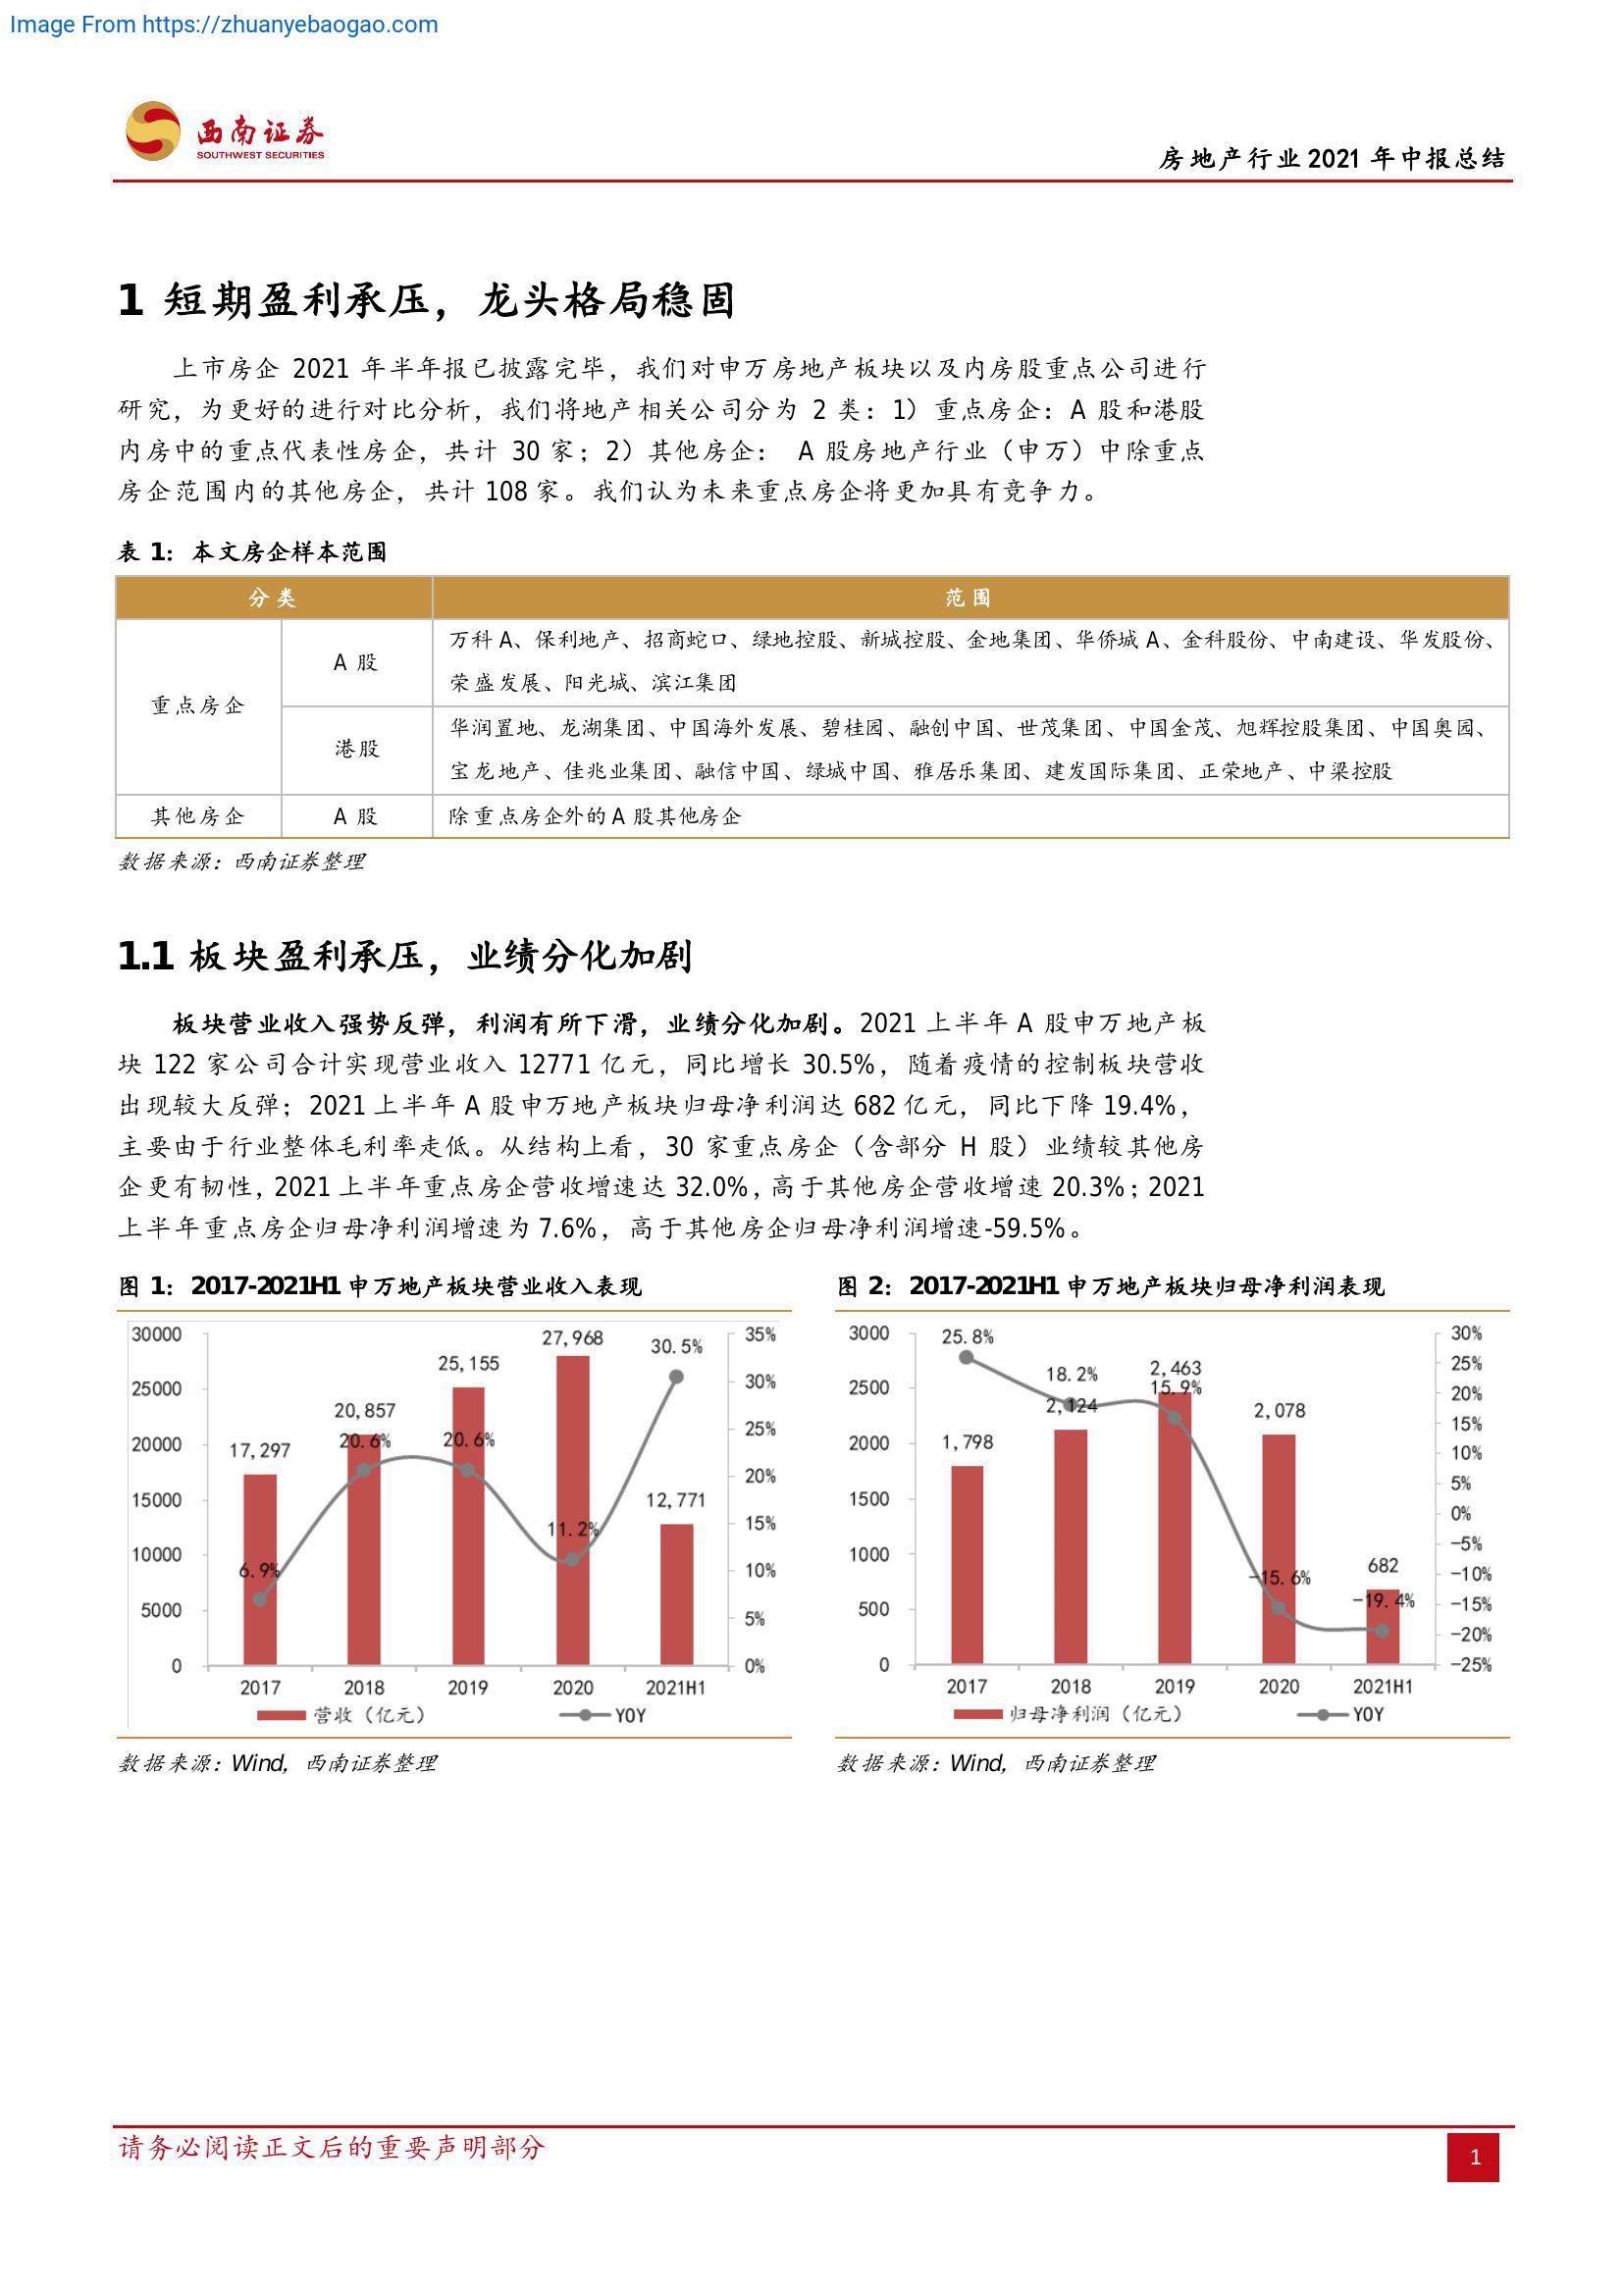 Image From https://zhuanyebaogao.com
西南证券
SOUTHWEST SECURITIES
房地产行业 2021 年中报总结
1 短期盈利承压，龙头格局稳固
上市房企 2021 年半年报已披露完毕，我们对申万房地产板块以及内房股重点公司进行
研究，为更好的进行对比分析，我们将地产相关公司分为 2 类：1）重点房企：A 股和港股
内房中的重点代表性房企，共计 30 家；2）其他房企： A 股房地产行业（申万）中除重点
房企范围内的其他房企，共计 108 家。我们认为未来重点房企将更加具有竞争力。
表 1：本文房企样本范围
分类 范围
重点房企
A 股
万科 A、保利地产、招商蛇口、绿地控股、新城控股、金地集团、华侨城 A、金科股份、中南建设、华发股份、
荣盛发展、阳光城、滨江集团
港股
华润置地、龙湖集团、中国海外发展、碧桂园、融创中国、世茂集团、中国金茂、旭辉控股集团、中国奥园、
宝龙地产、佳兆业集团、融信中国、绿城中国、雅居乐集团、建发国际集团、正荣地产、中梁控股
其他房企 A 股 除重点房企外的 A 股其他房企
数据来源：西南证券整理
1.1 板块盈利承压，业绩分化加剧
板块营业收入强势反弹，利润有所下滑，业绩分化加剧。2021 上半年 A 股申万地产板
块 122 家公司合计实现营业收入 12771 亿元，同比增长 30.5%，随着疫情的控制板块营收
出现较大反弹；2021 上半年 A 股申万地产板块归母净利润达 682 亿元，同比下降 19.4%，
主要由于行业整体毛利率走低。从结构上看，30 家重点房企（含部分 H 股）业绩较其他房
企更有韧性，2021 上半年重点房企营收增速达 32.0%，高于其他房企营收增速 20.3%；2021
上半年重点房企归母净利润增速为 7.6%，高于其他房企归母净利润增速-59.5%。
图 1：2017-2021H1 申万地产板块营业收入表现
30000
25000
20000
15000
10000
5000
0
17,297
20,857
25,155
27,968
12,771
6.9%
20.6%
20.6%
11.2%
30.5%
35%
30%
25%
20%
15%
10%
5%
0%
2017 2018 2019 2020 2021H1
营收（亿元） YOY
数据来源：Wind，西南证券整理
图 2：2017-2021H1 申万地产板块归母净利润表现
3000
2500
2000
1500
1000
500
0
1,798
2,124
2,463
2,078
682
25.8%
18.2%
15.9%
-15.6%
-19.4%
30%
25%
20%
15%
10%
5%
0%
-5%
-10%
-15%
-20%
-25%
2017 2018 2019 2020 2021H1
归母净利润（亿元） YOY
数据来源：Wind，西南证券整理
请务必阅读正文后的重要声明部分
1